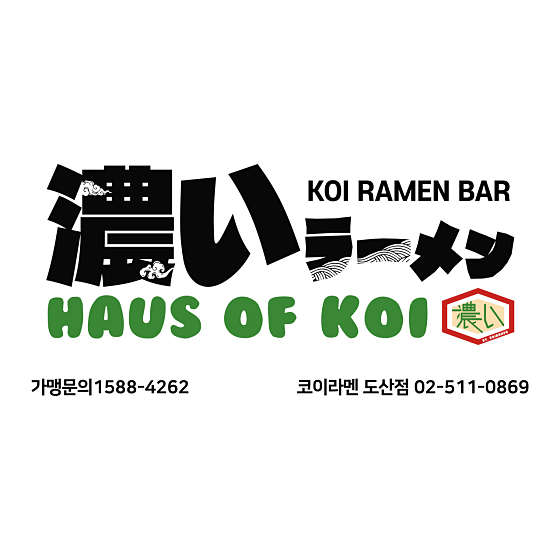 濃い
KOI RAMEN BAR
ラーメン
HAUS OF KOI
濃い
가맹문의1588-4262
코이라멘 도산점 02-511-0869